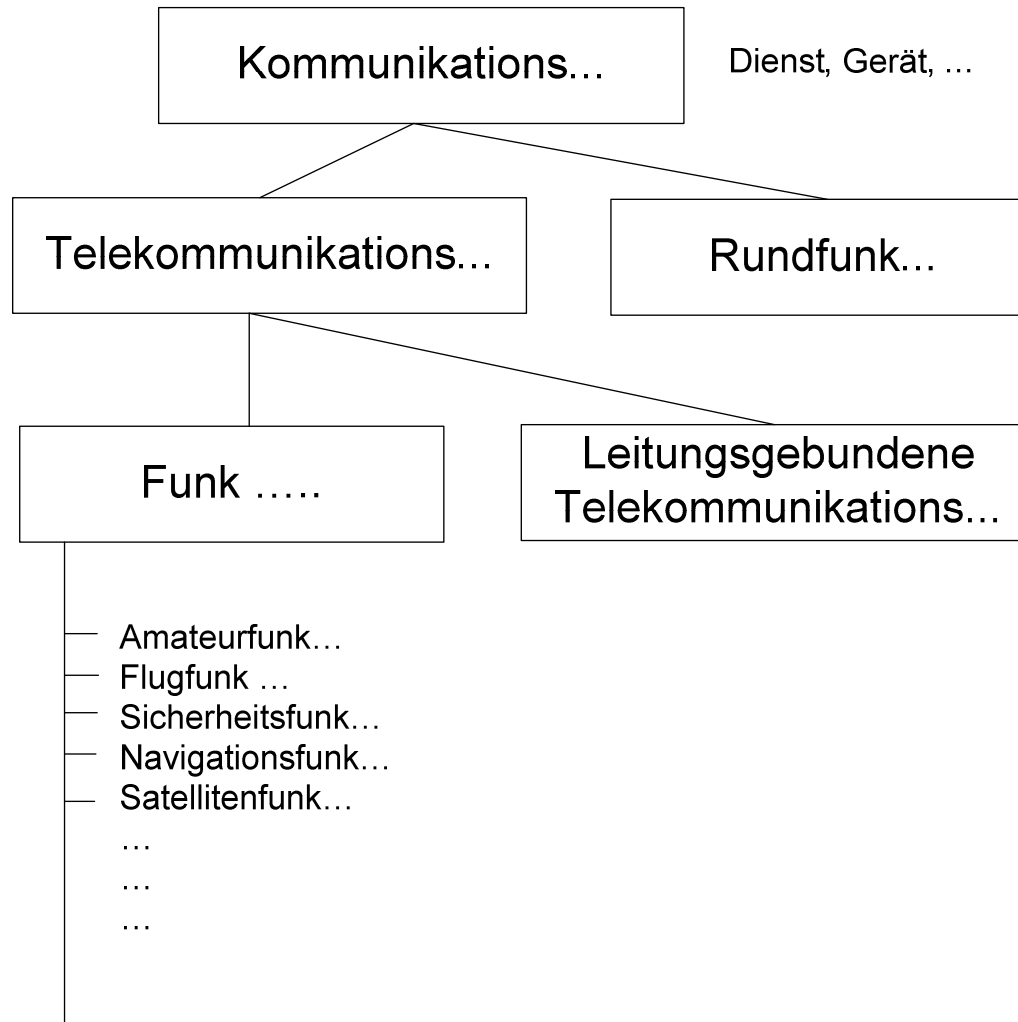 Kommunikations...
Dienst, Gerät, ...
Telekommunikations...
Rundfunk...
Funk .....
Leitungsgebundene
Telekommunikations...
Amateurfunk...
Flugfunk ...
Sicherheitsfunk...
Navigationsfunk...
Satellitenfunk...
...
...
...